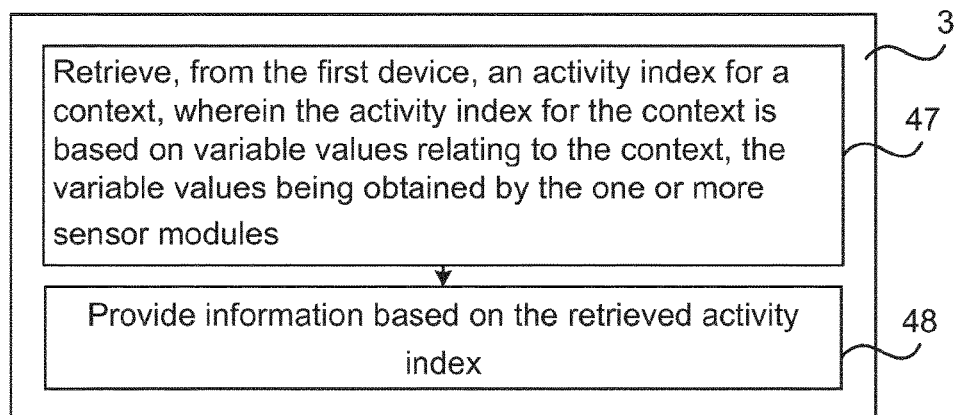 3
Retrieve, from the first device, an activity index for a
context, wherein the activity index for the context is
based on variable values relating to the context, the
variable values being obtained by the one or more
sensor modules
47
Provide information based on the retrieved activity
index
48